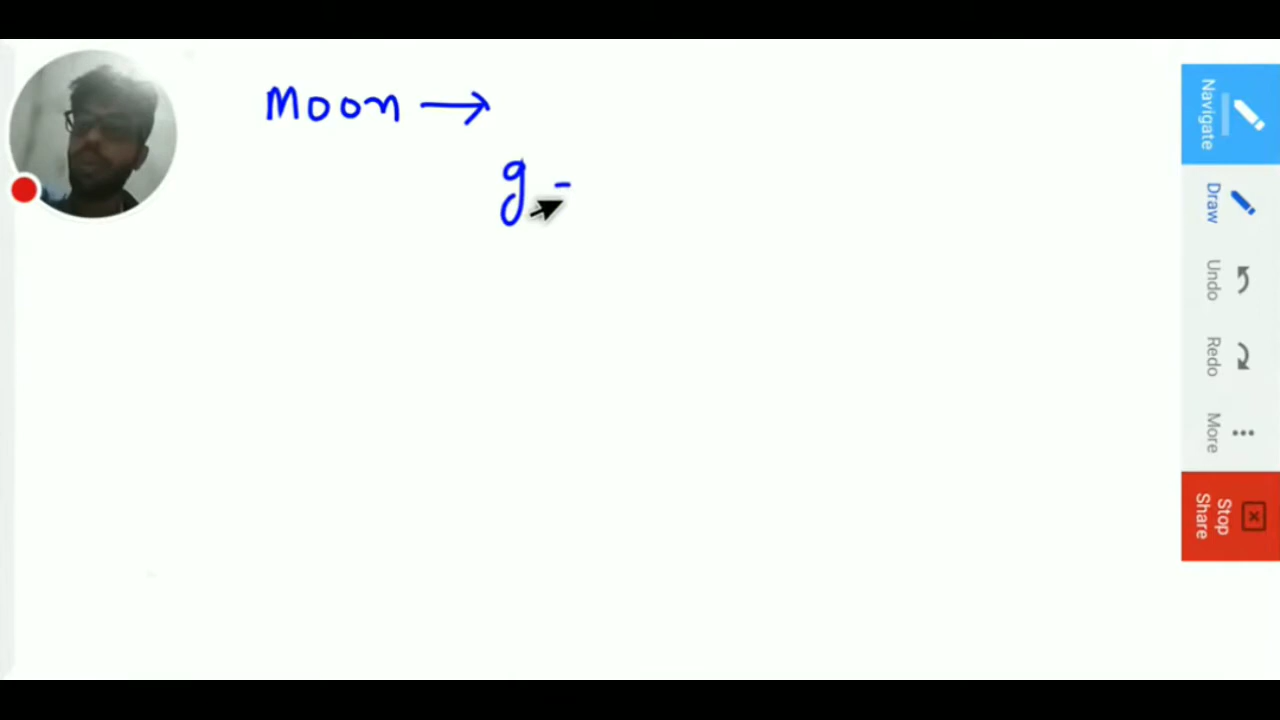 Moon →
g -
Navigate
Draw
Undo
Redo
More
Stop
Share